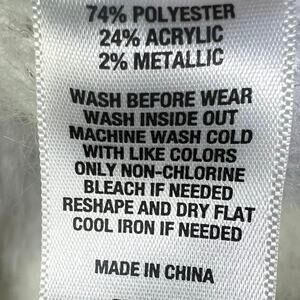 74% POLYESTER
24% ACRYLIC
2% METALLIC
WASH BEFORE WEAR
WASH INSIDE OUT
MACHINE WASH COLD
WITH LIKE COLORS
ONLY NON-CHLORINE
BLEACH IF NEEDED
RESHAPE AND DRY FLAT
COOL IRON IF NEEDED
MADE IN CHINA